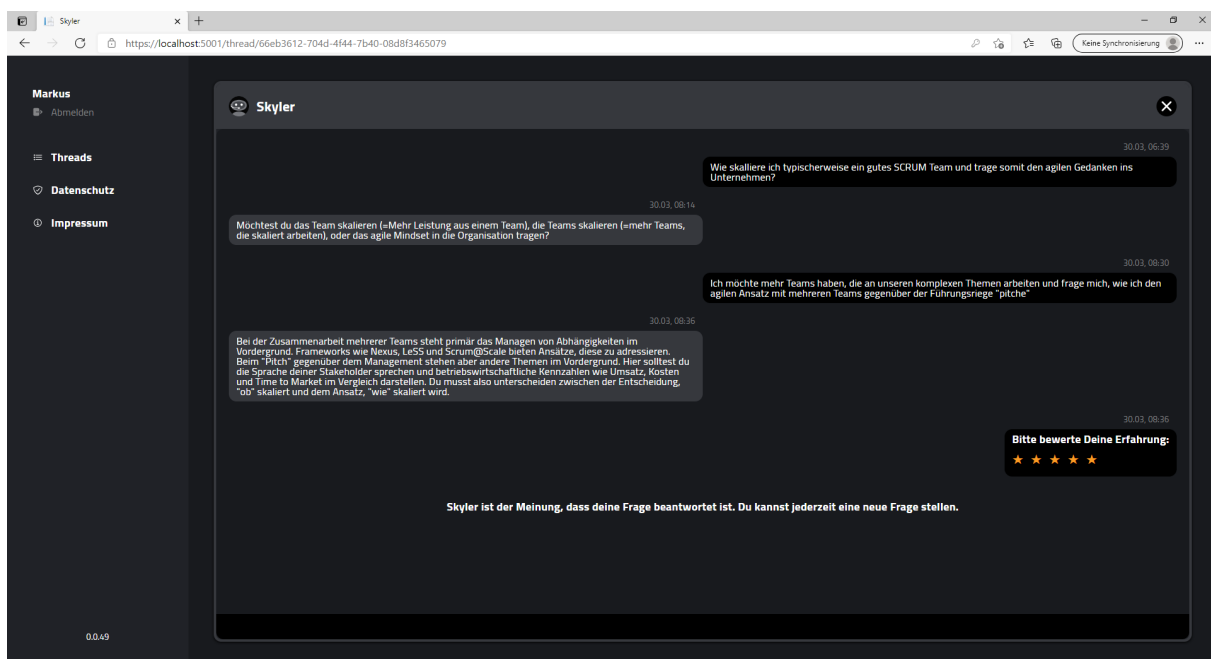 Skyler
https://localhost:5001/thread/66eb3612-704d-4f44-7b40-08d8f3465079
Keine Synchronisierung
Markus
Abmelden
Threads
Datenschutz
Impressum
0.0.49
Skyler
30.03, 06:39
Wie skalliere ich typischerweise ein gutes SCRUM Team und trage somit den agilen Gedanken ins
Unternehmen?
30.03, 08:14
Möchtest du das Team skalieren (=Mehr Leistung aus einem Team), die Teams skalieren (=mehr Teams,
die skaliert arbeiten), oder das agile Mindset in die Organisation tragen?
30.03, 08:30
Ich möchte mehr Teams haben, die an unseren komplexen Themen arbeiten und frage mich, wie ich den
agilen Ansatz mit mehreren Teams gegenüber der Führungsriege "pitche"
30.03, 08:36
Bei der Zusammenarbeit mehrerer Teams steht primär das Managen von Abhängigkeiten im
Vordergrund. Frameworks wie Nexus, LeSS und Scrum@Scale bieten Ansätze, diese zu adressieren.
Beim "Pitch" gegenüber dem Management stehen aber andere Themen im Vordergrund. Hier solltest du
die Sprache deiner Stakeholder sprechen und betriebswirtschaftliche Kennzahlen wie Umsatz, Kosten
und Time to Market im Vergleich darstellen. Du musst also unterscheiden zwischen der Entscheidung,
"ob" skaliert und dem Ansatz, "wie" skaliert wird.
30.03, 08:36
Bitte bewerte Deine Erfahrung:
Skyler ist der Meinung, dass deine Frage beantwortet ist. Du kannst jederzeit eine neue Frage stellen.